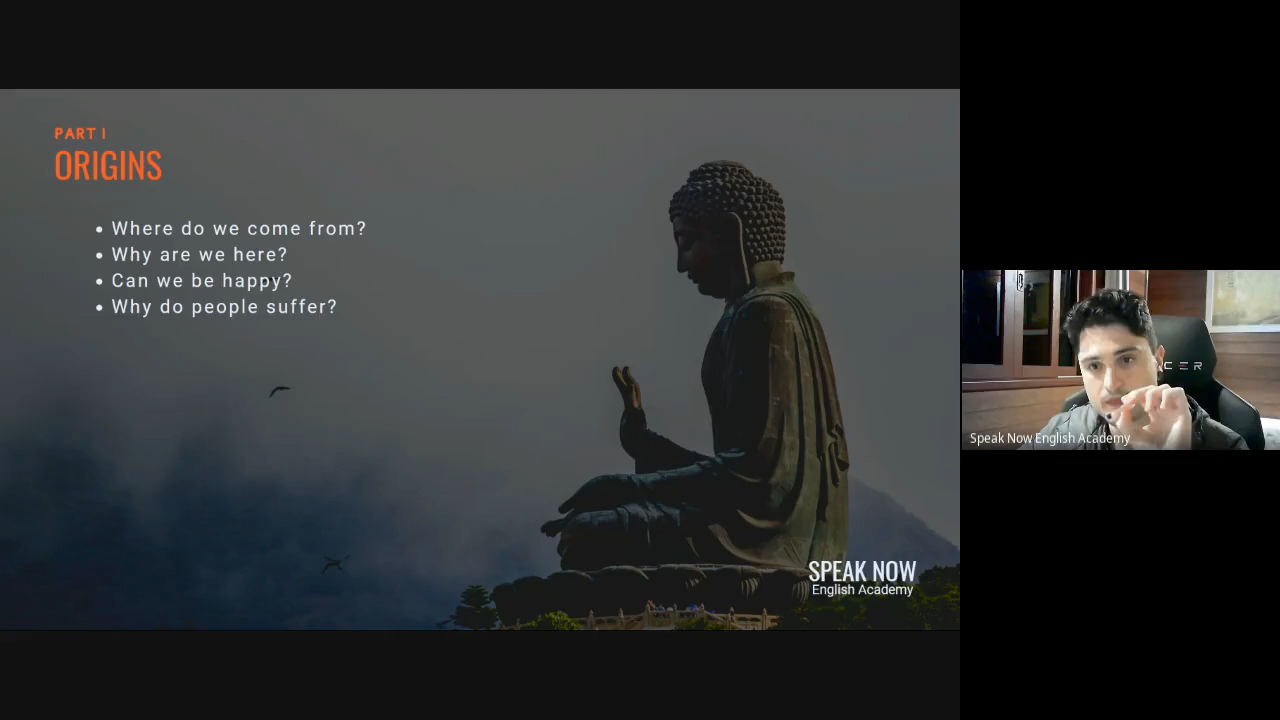 PART I
ORIGINS
Where do we come from?
Why are we here?
Can we be happy?
Why do people suffer?
SPEAK NOW
English Academy
CER
Speak Now English Academy